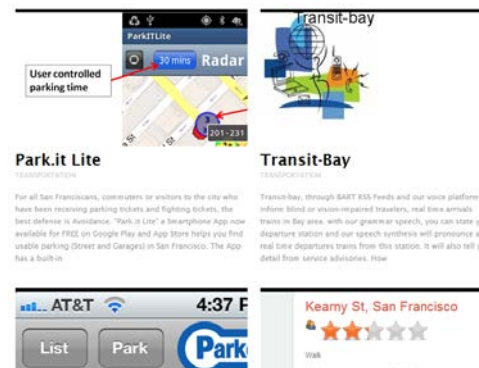 ParkITLite
30 mins
Radar
User controlled
parking time
201-231
St
Park.it Lite
TRANSPORTATION
For all San Franciscans, commuters or visitors to the city who
have been receiving parking tickets and fighting tickets, the
best defense is Avoidance. "Park.it Lite" a Smartphone App now
available for FREE on Google Play and App Store helps you find
usable parking (Street and Garages) in San Francisco. The App
has a built-in
Transit-bay
Transit-Bay
TRANSPORTATION
Transit-bay, through BART RSS Feeds and our voice platform
inform blind or vision-impaired travelers, real time arrivals
trains in Bay area. with our grammar speech, you can state y
departure station and our speech synthesis will pronounce a
real time departures trains from this station. It will also tell y
detail from service advisories. How
AT&T
4:37 P
List
Park
Park
Kearny St, San Francisco
Walk